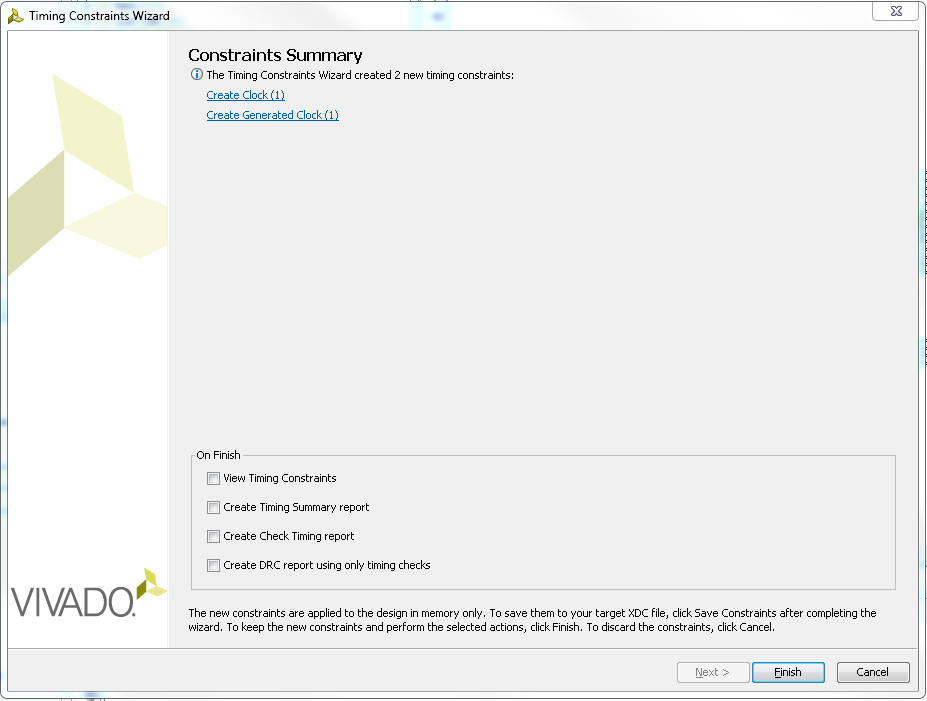 Timing Constraints Wizard
Constraints Summary
The Timing Constraints Wizard created 2 new timing constraints:
Create Clock (1)
Create Generated Clock (1)
On Finish
View Timing Constraints
Create Timing Summary report
Create Check Timing report
Create DRC report using only timing checks
VIVADO.
The new constraints are applied to the design in memory only. To save them to your target XDC file, click Save Constraints after completing the
wizard. To keep the new constraints and perform the selected actions, click Finish. To discard the constraints, click Cancel.
Next >
Finish
Cancel